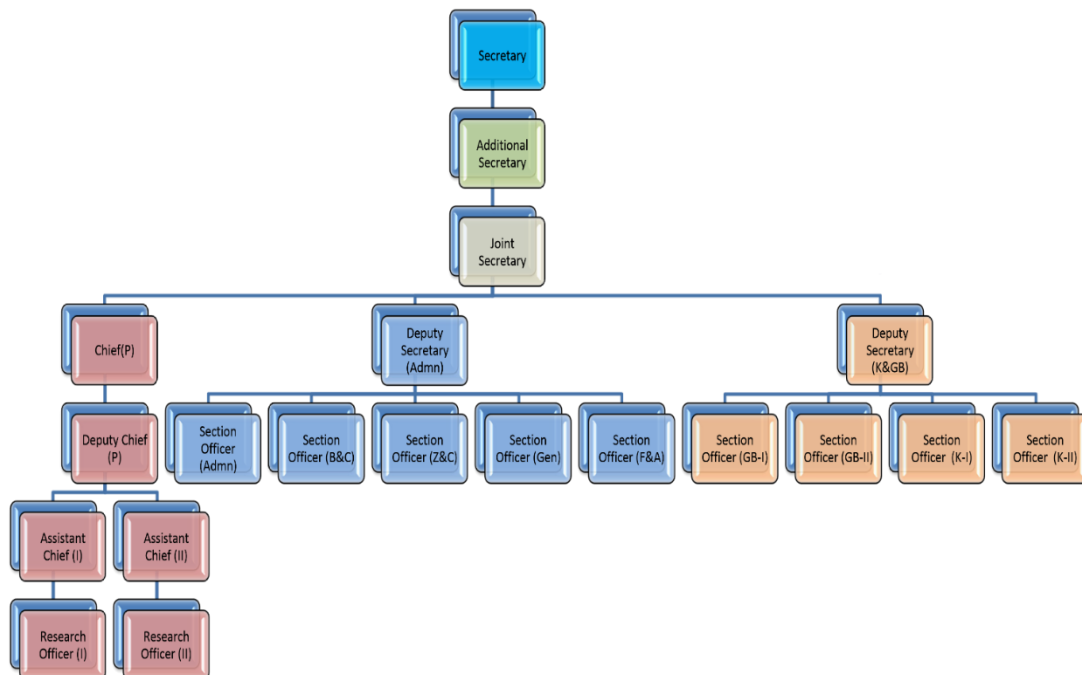 Secretary
Additional
Secretary
Joint
Secretary
Chief(P)
Deputy
Secretary
(Admn)
Deputy
Secretary
(K&GB)
Deputy Chief
(P)
Section
Officer
(Admn)
Section
Officer (B&C)
Section
Officer (Z&C)
Section
Officer (Gen)
Section
Officer (F&A)
Section
Officer (GB-I)
Section
Officer (GB-II)
Section
Officer (K-I)
Section
Officer (K-II)
Assistant
Chief (I)
Assistant
Chief (II)
Research
Officer (I)
Research
Officer (II)